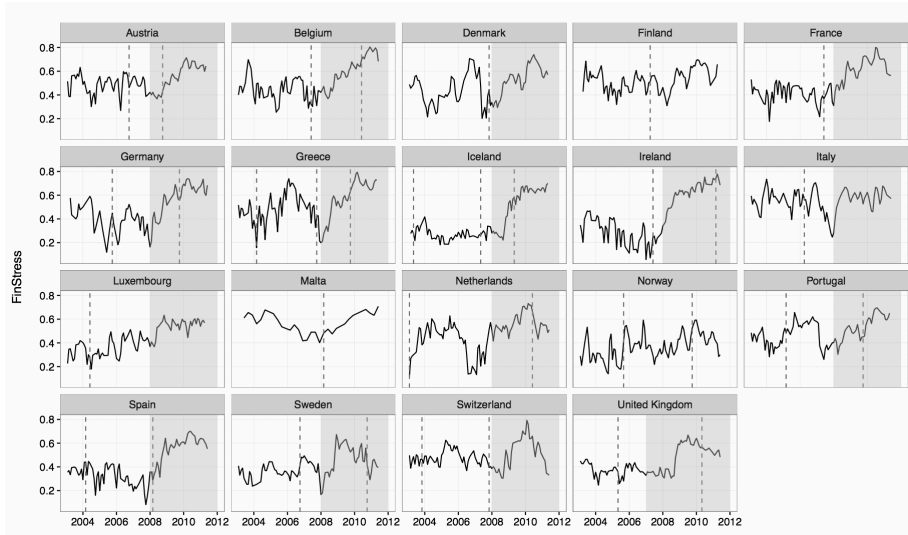 Austria Belgium Denmark Finland France
0.8
0.6
0.4
0.2
Germany Greece Iceland Ireland Italy
0.8
0.6
0.4
0.2
FinStress
Luxembourg Malta Netherlands Norway Portugal
0.8
0.6
0.4
0.2
Spain Sweden Switzerland United Kingdom
0.8
0.6
0.4
0.2
2004 2006 2008 2010 2012 2004 2006 2008 2010 2012 2004 2006 2008 2010 2012 2004 2006 2008 2010 2012